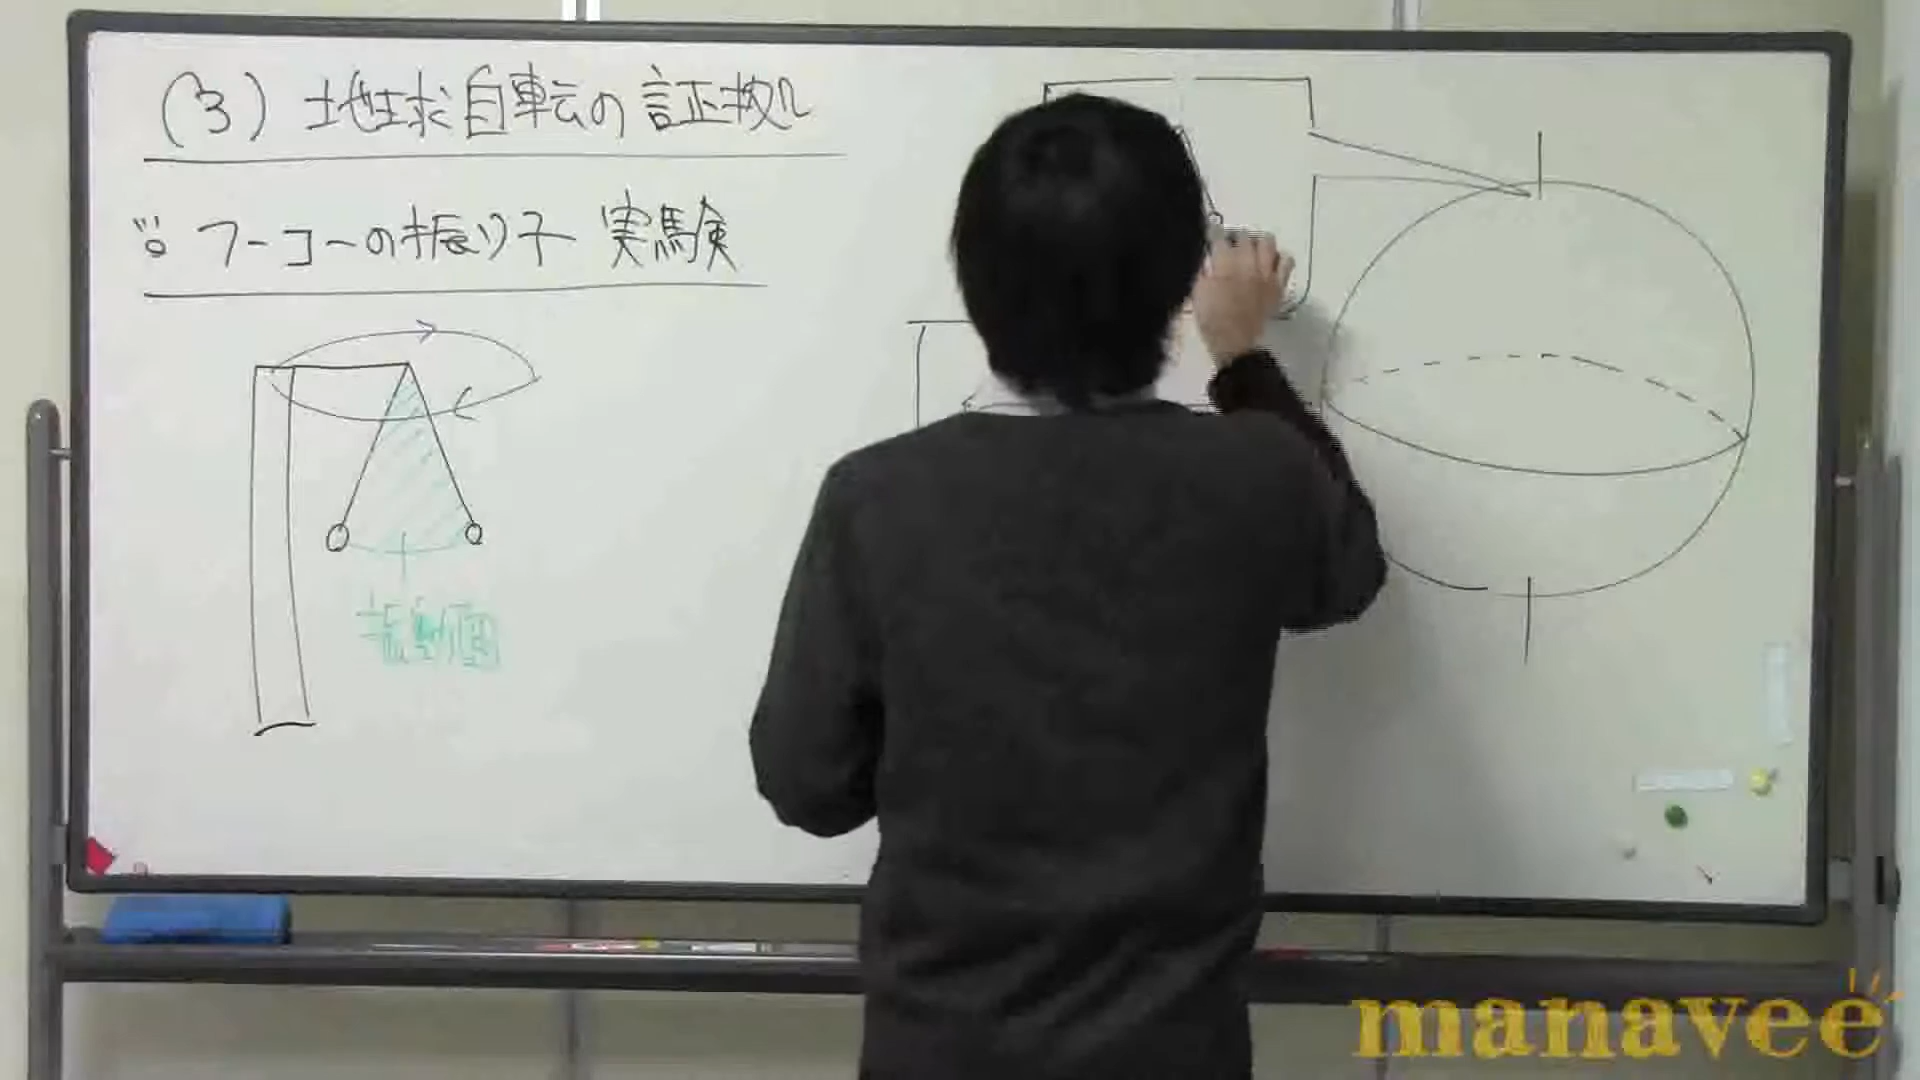 (3) 地球自転の証拠
フーコーの振り子 実験
振動面
manavee